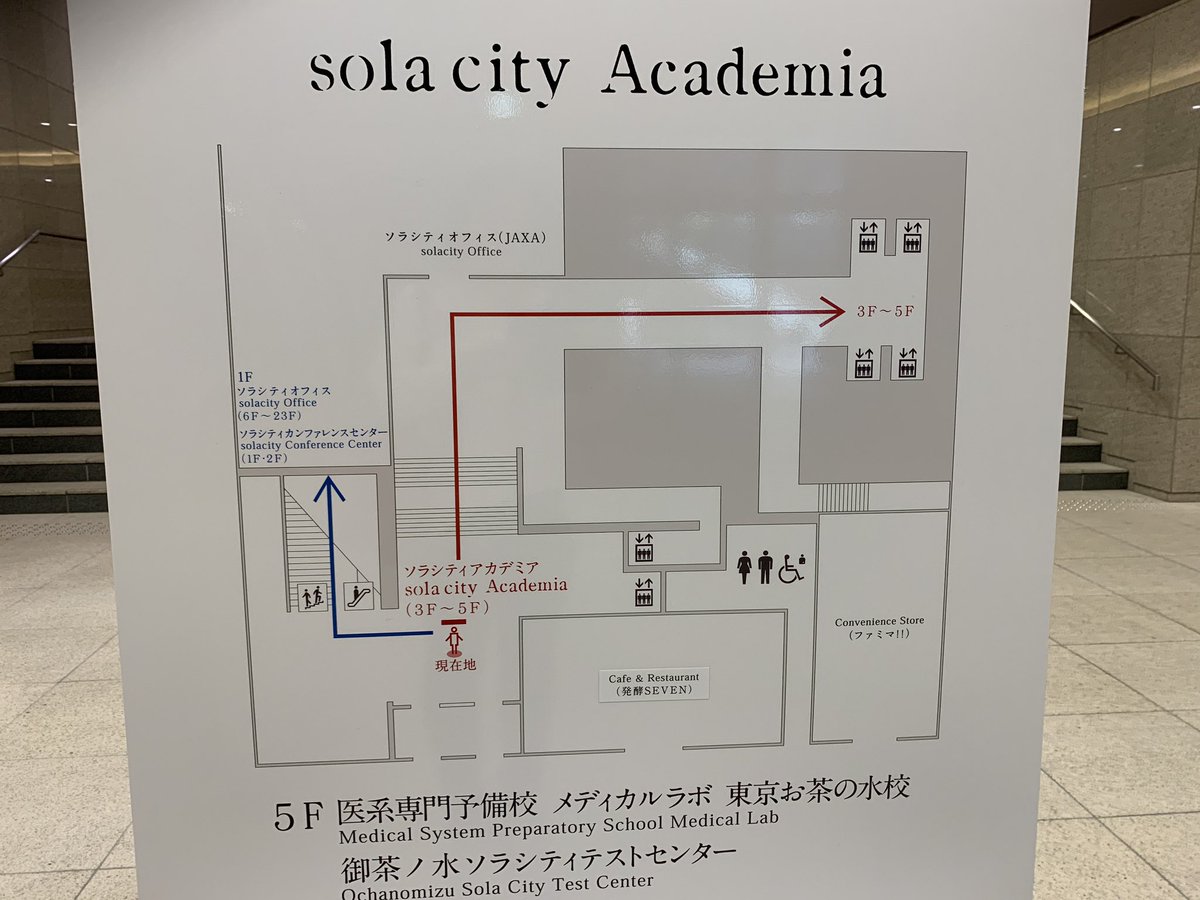 sola city Academia
ソラシティオフィス(JAXA)
solacity Office
3F～5F
1F
ソラシティオフィス
solacity Office
(6F～23F)
ソラシティカンファレンスセンター
solacity Conference Center
(1F・2F)
ソラシティアカデミア
sola city Academia
(3F～5F)
現在地
Convenience Store
(ファミマ!!)
Cafe & Restaurant
(発酵SEVEN)
5F 医系専門予備校 メディカルラボ 東京お茶の水校
Medical System Preparatory School Medical Lab
御茶ノ水ソラシティテストセンター
Ochanomizu Sola City Test Center